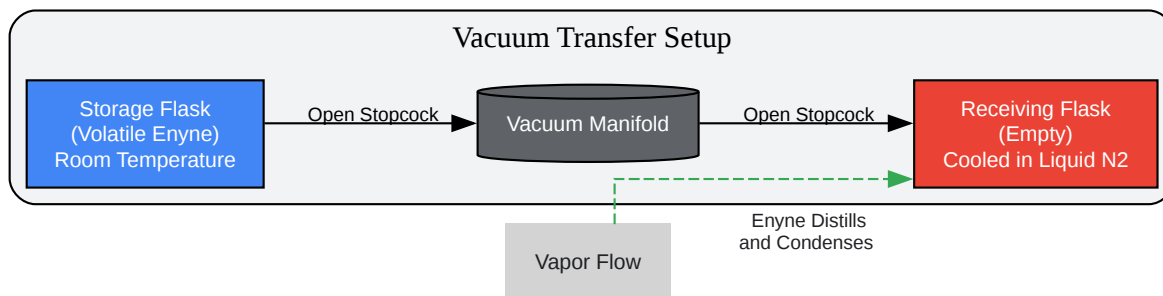 Vacuum Transfer Setup
Storage Flask
(Volatile Enyne)
Room Temperature
Open Stopcock
Vacuum Manifold
Open Stopcock
Receiving Flask
(Empty)
Cooled in Liquid N2
Enyne Distills
and Condenses
Vapor Flow